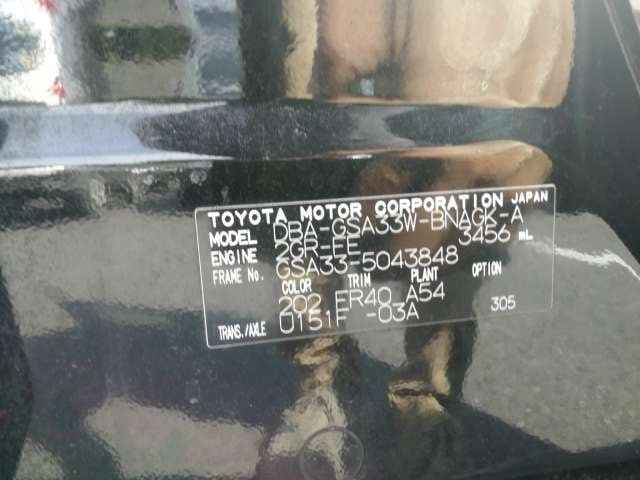 TOYOTA MOTOR CORPORATION JAPAN
MODEL DBA-GSA33W-BNAGK-A
ENGINE 2GR-FE 3456 mL
FRAME No. GSA33-5043848
COLOR TRIM PLANT OPTION
202 FR40 A54 305
TRANS./AXLE U151F -03A